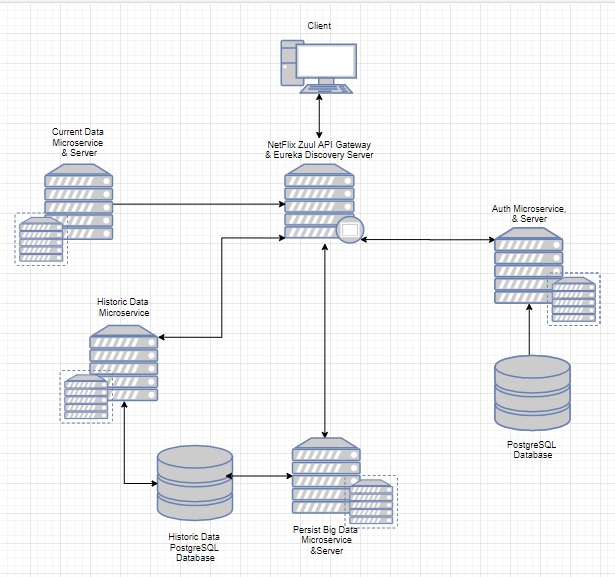 Client
NetFlix Zuul API Gateway
& Eureka Discovery Server
Current Data
Microservice
& Server
Auth Microservice,
& Server
Historic Data
Microservice
PostgreSQL
Database
Persist Big Data
Microservice
&Server
Historic Data
PostgreSQL
Database